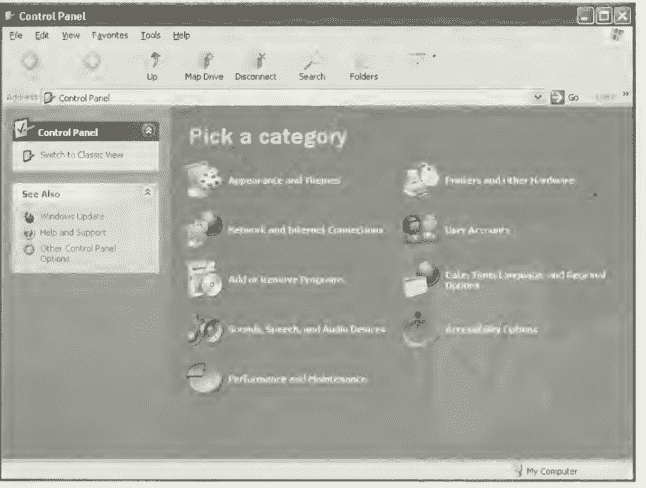 Control Panel
File Edit View Favorites Tools Help
Up Map Drive Disconnect Search Folders
Address Control Panel Go
Control Panel
Switch to Classic View
See Also
Windows Update
Help and Support
Other Control Panel
Options
Pick a category
Appearance and Themes
Printers and Other Hardware
Network and Internet Connections
User Accounts
Add or Remove Programs
Date, Time, Language, and Regional
Options
Sounds, Speech, and Audio Devices
Accessibility Options
Performance and Maintenance
My Computer